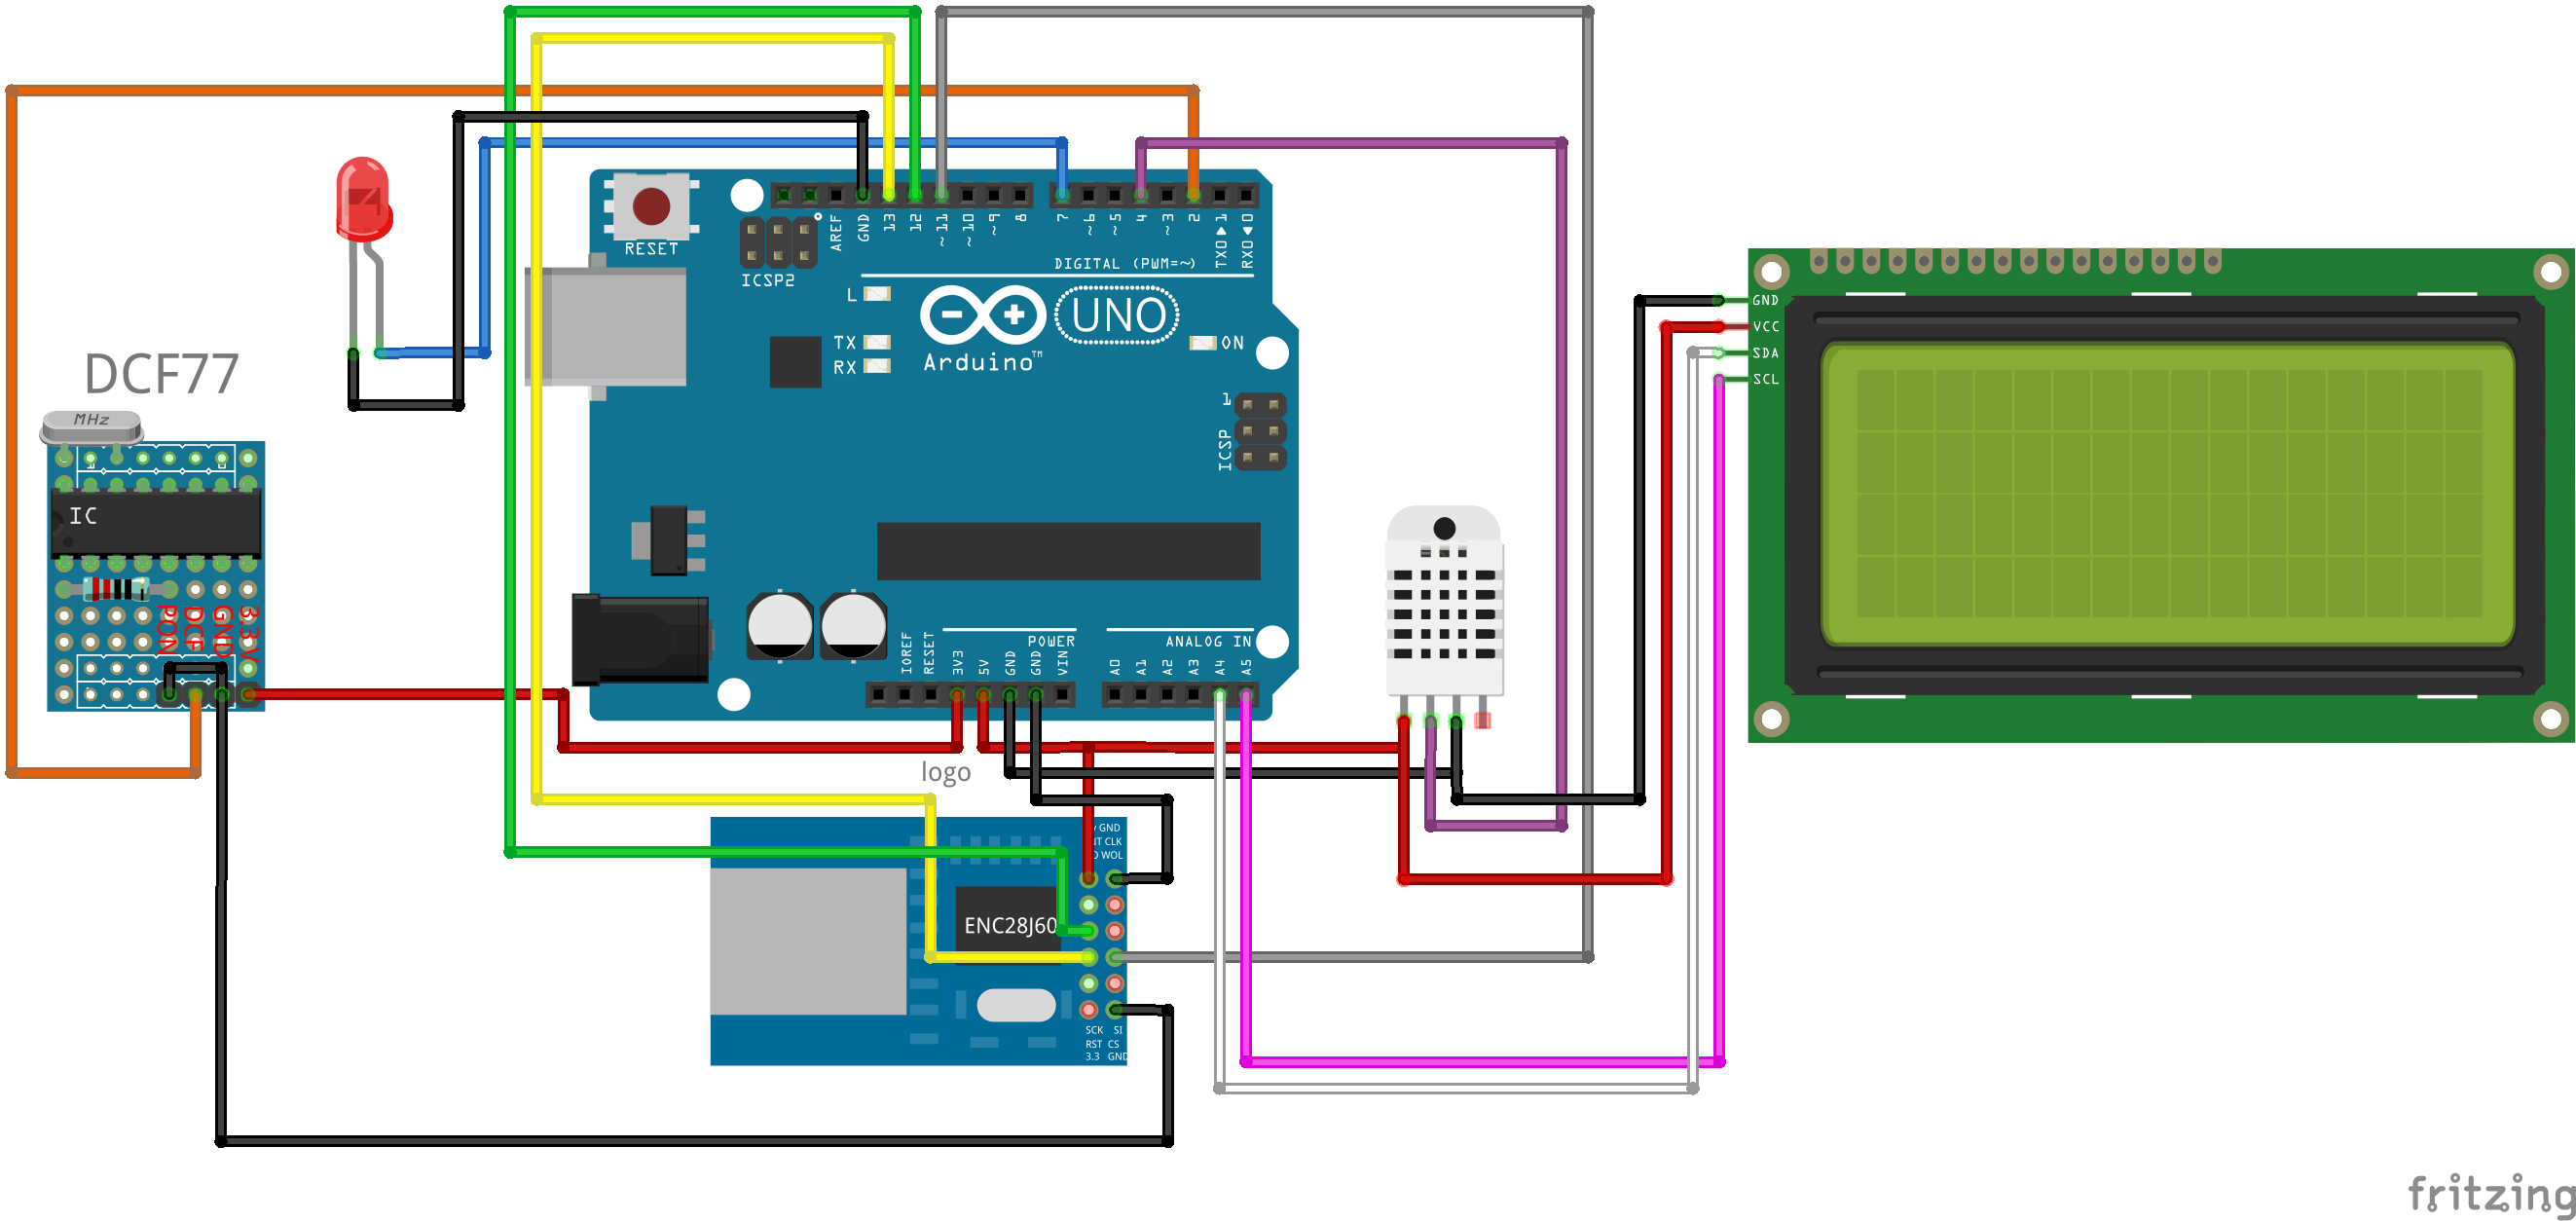 DCF77
MHz
IC
PON
DCF
GND
3.3V
RESET
ICSP2
AREF
GND
13
12
~11
~10
~9
8
7
~6
~5
4
~3
2
TX0▶1
RX0◀0
DIGITAL (PWM=~)
L
TX
RX
UNO
Arduino™
ON
1
ICSP
IOREF
RESET
3V3
5V
GND
GND
VIN
POWER
ANALOG IN
A0
A1
A2
A3
A4
A5
logo
GND
CLK
WOL
ENC28J60
SCK SI
RST CS
3.3 GND
GND
VCC
SDA
SCL
fritzing